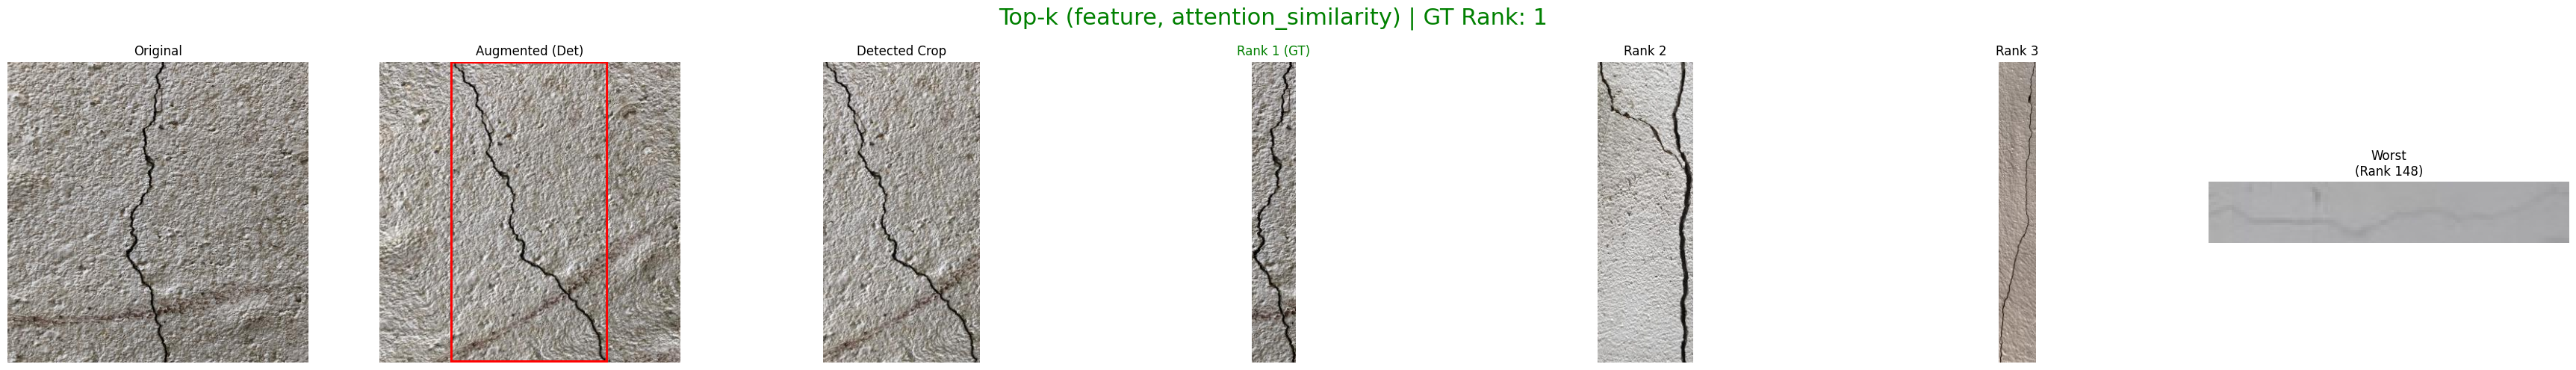 Top-k (feature, attention_similarity) | GT Rank: 1
Original
Augmented (Det)
Detected Crop
Rank 1 (GT)
Rank 2
Rank 3
Worst
(Rank 148)